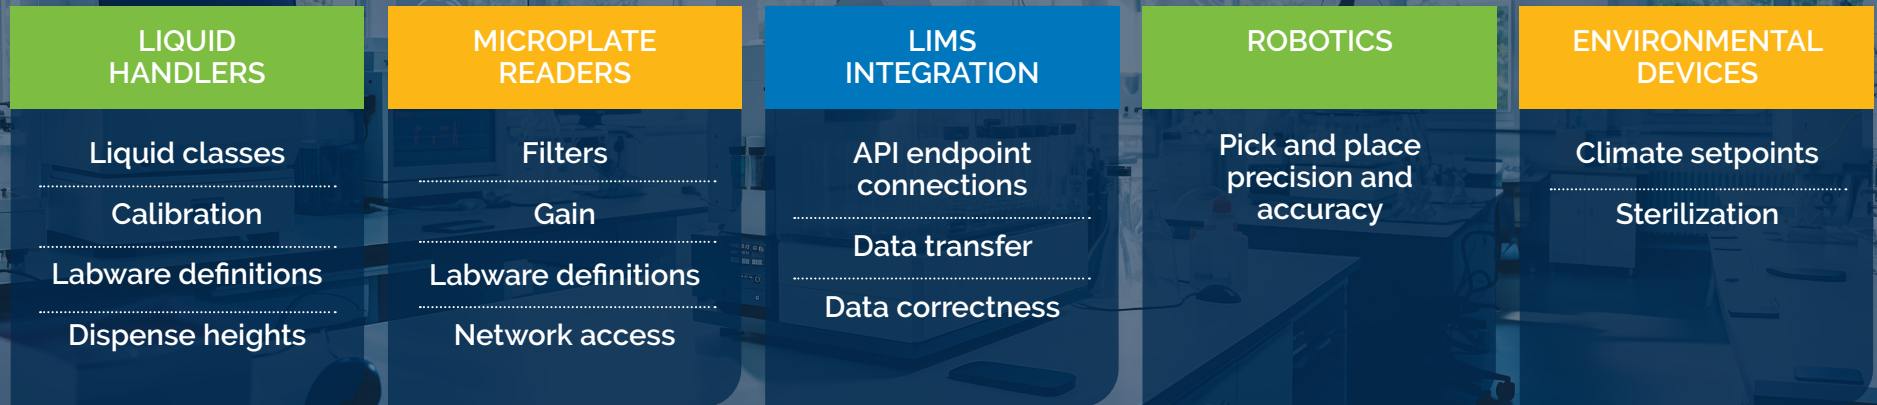 LIQUID
HANDLERS
Liquid classes
Calibration
Labware definitions
Dispense heights
MICROPLATE
READERS
Filters
Gain
Labware definitions
Network access
LIMS
INTEGRATION
API endpoint
connections
Data transfer
Data correctness
ROBOTICS
Pick and place
precision and
accuracy
ENVIRONMENTAL
DEVICES
Climate setpoints
Sterilization